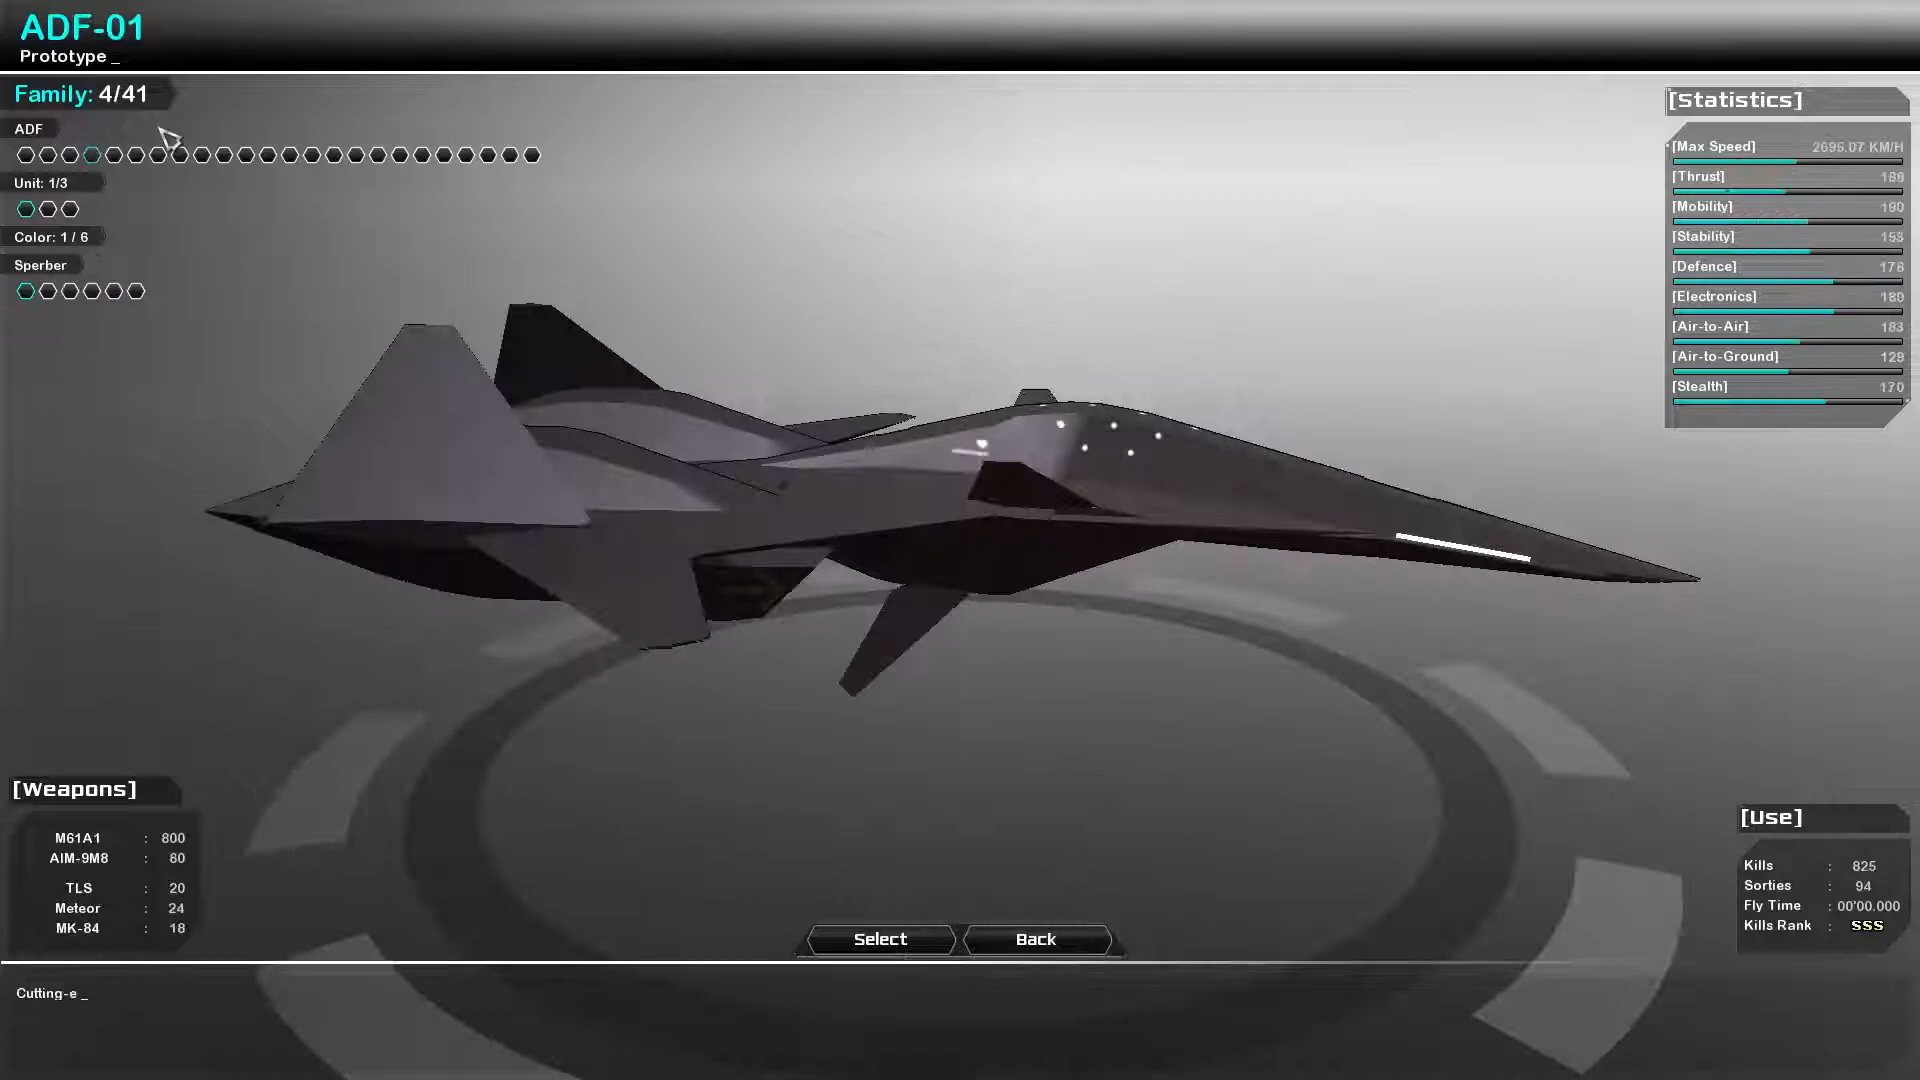 ADF-01
Prototype _
Family: 4/41
ADF
Unit: 1/3
Color: 1 / 6
Sperber
[Statistics]
[Max Speed] 2695.07 KM/H
[Thrust]
[Mobility] 190
[Stability]
[Defence] 176
[Electronics] 180
[Air-to-Air] 183
[Air-to-Ground] 129
[Stealth] 170
[Weapons]
M61A1 : 800
AIM-9M8 : 80
TLS : 20
Meteor : 24
MK-84 : 18
[Use]
Kills : 825
Sorties : 94
Fly Time : 00'00.000
Kills Rank : SSS
Select
Back
Cutting-e _